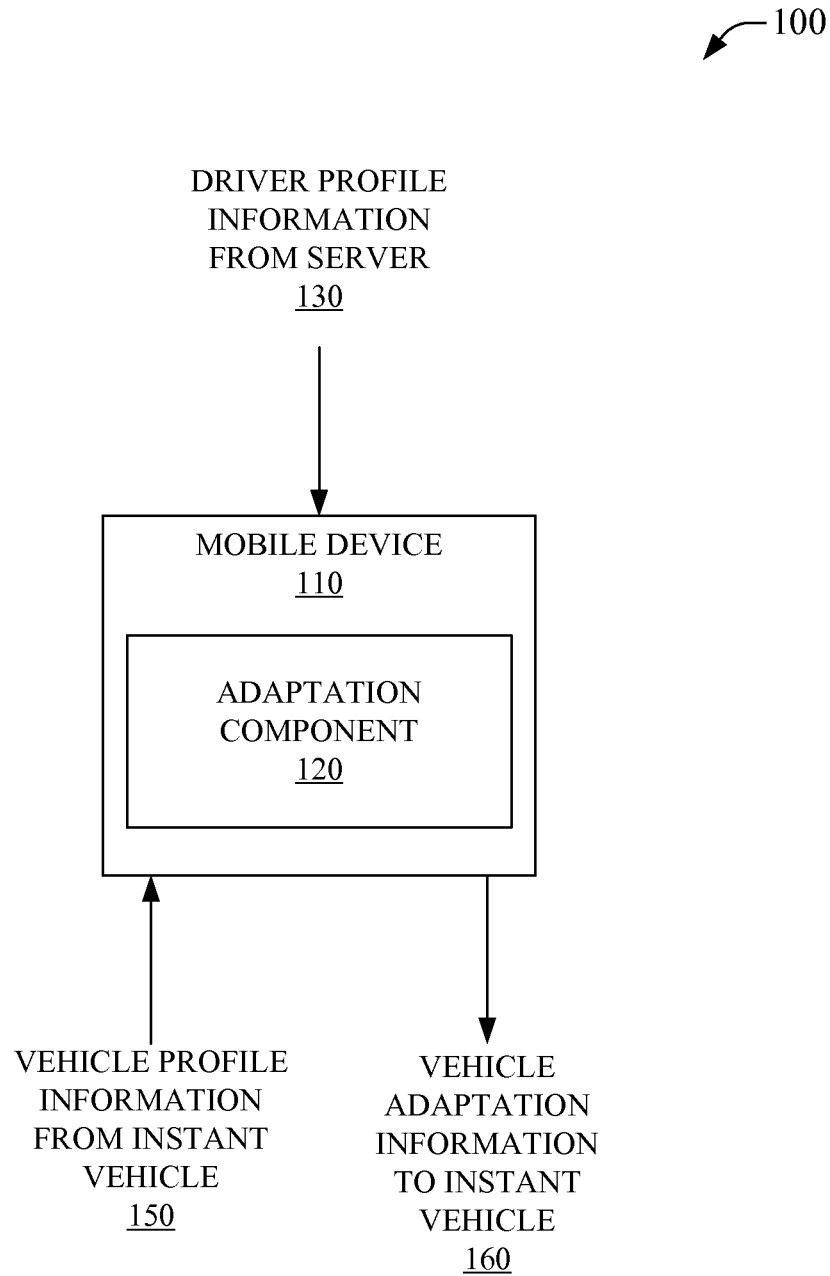 100
DRIVER PROFILE
INFORMATION
FROM SERVER
130
MOBILE DEVICE
110
ADAPTATION
COMPONENT
120
VEHICLE PROFILE
INFORMATION
FROM INSTANT
VEHICLE
150
VEHICLE
ADAPTATION
INFORMATION
TO INSTANT
VEHICLE
160